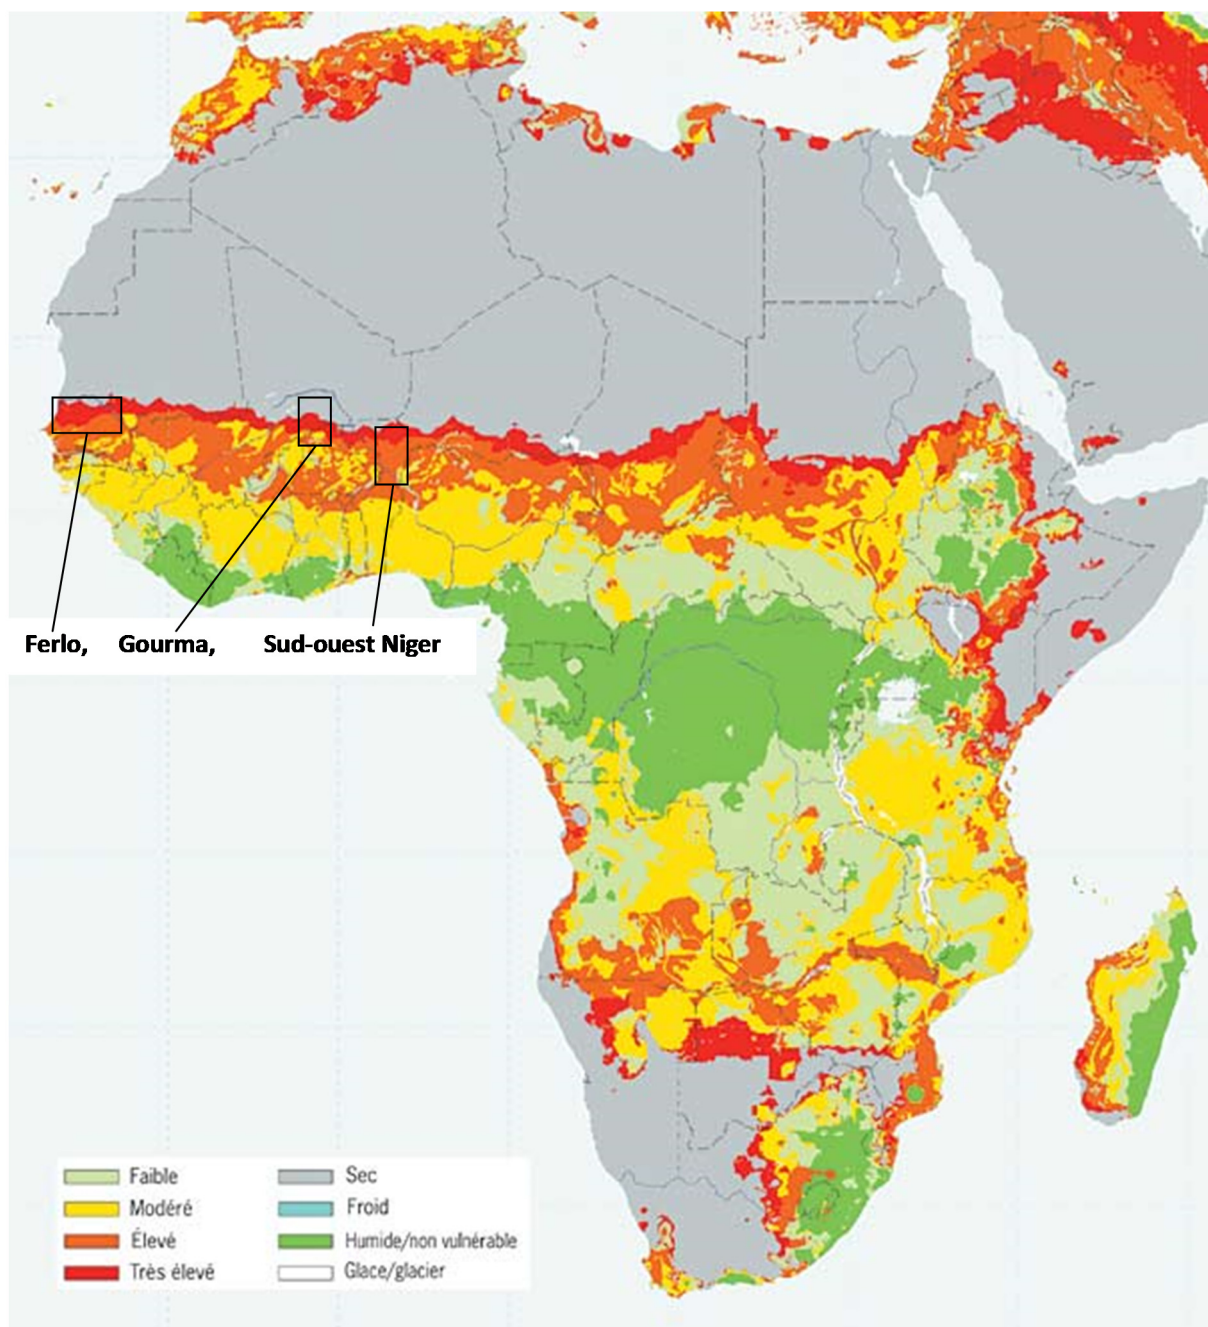 Ferlo, Gourma, Sud-ouest Niger
Faible
Modéré
Élevé
Très élevé
Sec
Froid
Humide/non vulnérable
Glace/glacier